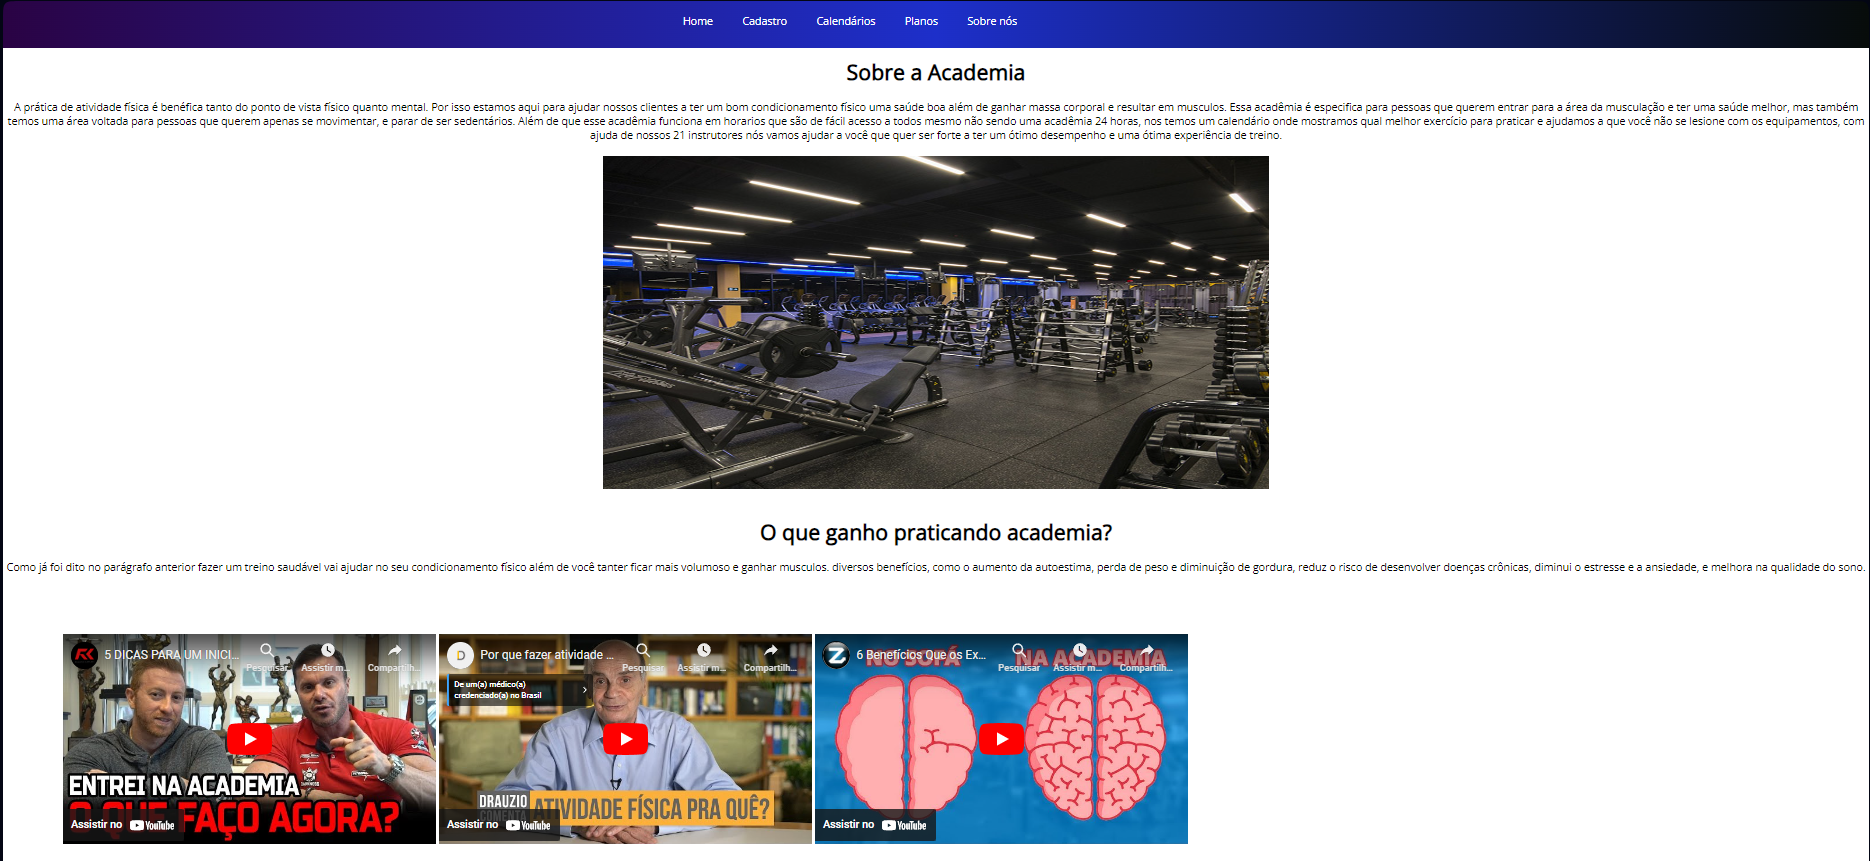 Home Cadastro Calendários Planos Sobre nós
Sobre a Academia
A prática de atividade física é benéfica tanto do ponto de vista físico quanto mental. Por isso estamos aqui para ajudar nossos clientes a ter um bom condicionamento físico uma saúde boa além de ganhar massa corporal e resultar em musculos. Essa acadêmia é especifica para pessoas que querem entrar para a área da musculação e ter uma saúde melhor, mas também
temos uma área voltada para pessoas que querem apenas se movimentar, e parar de ser sedentários. Além de que esse acadêmia funciona em horarios que são de fácil acesso a todos mesmo não sendo uma acadêmia 24 horas, nos temos um calendário onde mostramos qual melhor exercício para praticar e ajudamos a que você não se lesione com os equipamentos, com
ajuda de nossos 21 instrutores nós vamos ajudar a você que quer ser forte a ter um ótimo desempenho e uma ótima experiência de treino.
O que ganho praticando academia?
Como já foi dito no parágrafo anterior fazer um treino saudável vai ajudar no seu condicionamento físico além de você tanter ficar mais volumoso e ganhar musculos. diversos benefícios, como o aumento da autoestima, perda de peso e diminuição de gordura, reduz o risco de desenvolver doenças crônicas, diminui o estresse e a ansiedade, e melhora na qualidade do sono.
5 DICAS PARA UM INICI...
Pesquisar Assistir m... Compartilh...
ENTREI NA ACADEMIA
O QUE FAÇO AGORA?
Assistir no YouTube
D Por que fazer atividade ...
Pesquisar Assistir m... Compartilh...
De um(a) médico(a)
credenciado(a) no Brasil
DRAUZIO
COMENTA
ATIVIDADE FÍSICA PRA QUÊ?
Assistir no YouTube
Z 6 Benefícios Que os Ex...
NO SOFÁ NA ACADEMIA
Pesquisar Assistir m... Compartilh...
Assistir no YouTube